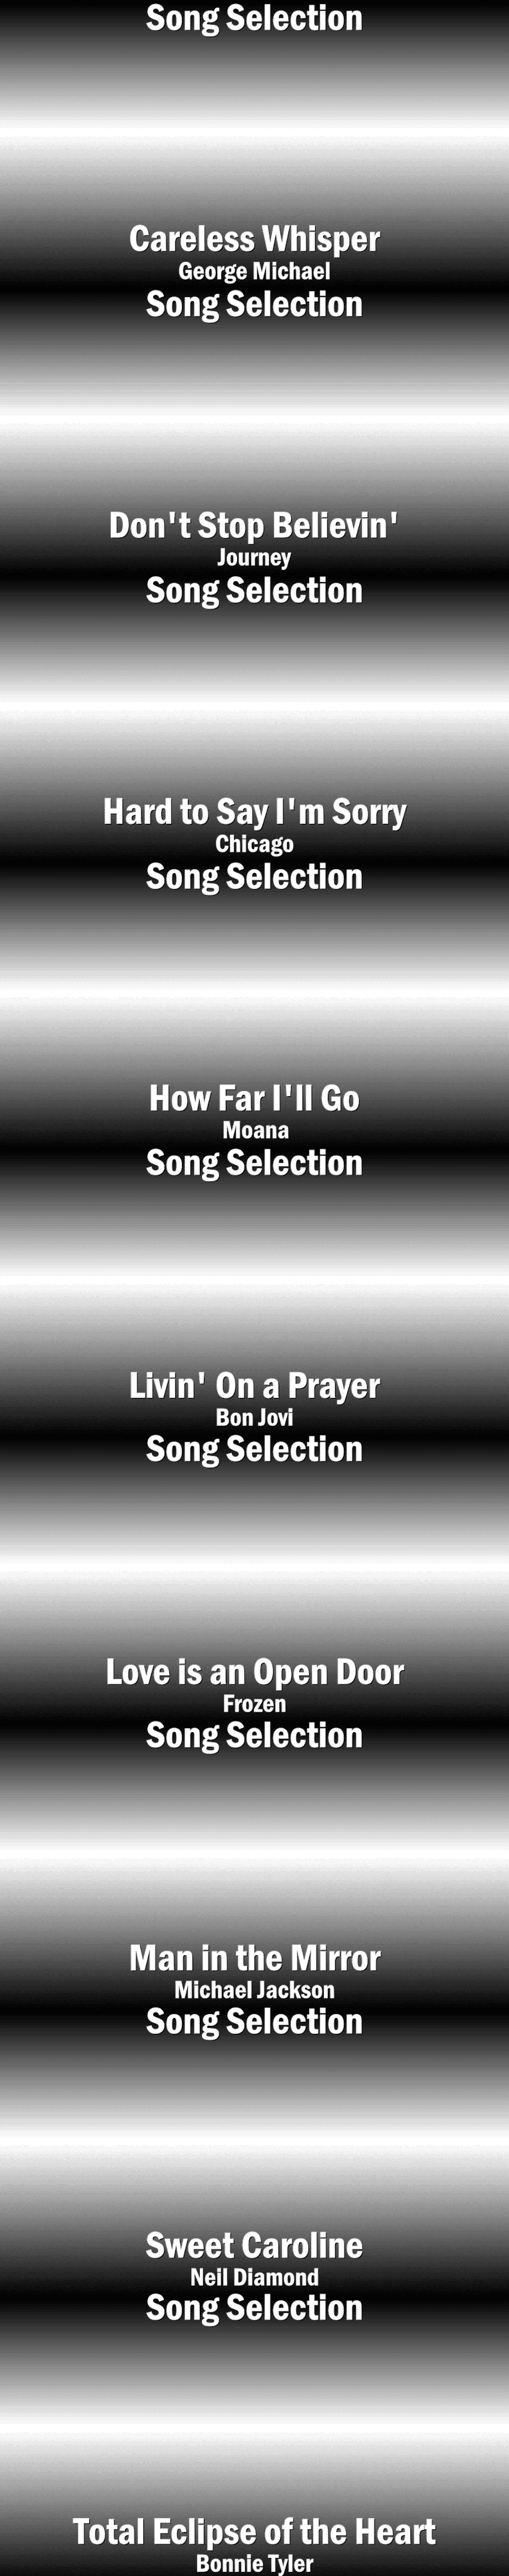 Song Selection
Careless Whisper
George Michael
Song Selection
Don't Stop Believin'
Journey
Song Selection
Hard to Say I'm Sorry
Chicago
Song Selection
How Far I'll Go
Moana
Song Selection
Livin' On a Prayer
Bon Jovi
Song Selection
Love is an Open Door
Frozen
Song Selection
Man in the Mirror
Michael Jackson
Song Selection
Sweet Caroline
Neil Diamond
Song Selection
Total Eclipse of the Heart
Bonnie Tyler